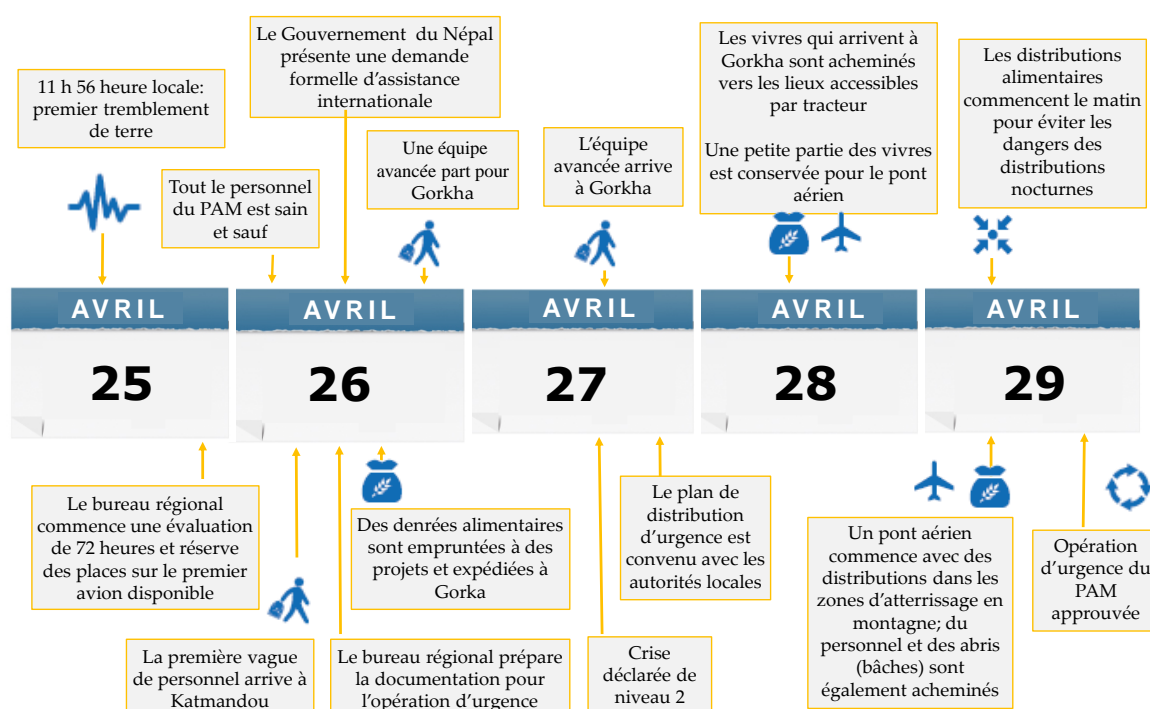 11 h 56 heure locale:
premier tremblement
de terre
Tout le personnel
du PAM est sain
et sauf
Le Gouvernement du Népal
présente une demande
formelle d'assistance
internationale
Une équipe
avancée part pour
Gorkha
L'équipe
avancée arrive
à Gorkha
Les vivres qui arrivent à
Gorkha sont acheminés
vers les lieux accessibles
par tracteur
Une petite partie des vivres
est conservée pour le pont
aérien
Les distributions
alimentaires
commencent le matin
pour éviter les
dangers des
distributions
nocturnes
AVRIL
25
AVRIL
26
AVRIL
27
AVRIL
28
AVRIL
29
Le bureau régional
commence une évaluation
de 72 heures et réserve
des places sur le premier
avion disponible
La première vague
de personnel arrive à
Katmandou
Le bureau régional prépare
la documentation pour
l'opération d'urgence
Des denrées alimentaires
sont empruntées à des
projets et expédiées à
Gorka
Crise
déclarée de
niveau 2
Le plan de
distribution
d'urgence est
convenu avec les
autorités locales
Un pont aérien
commence avec des
distributions dans les
zones d'atterrissage en
montagne; du
personnel et des abris
(bâches) sont
également acheminés
Opération
d'urgence du
PAM
approuvée